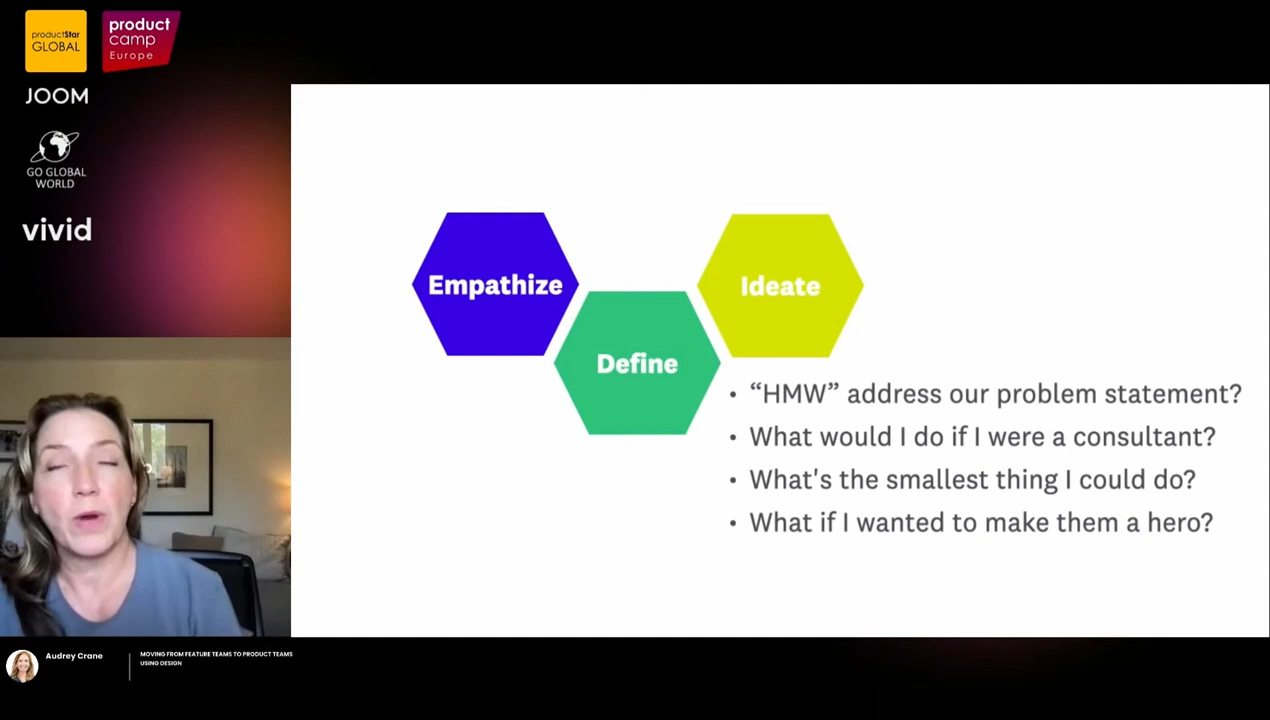 productStar
GLOBAL
product
camp
Europe
JOOM
GO GLOBAL
WORLD
vivid
Empathize
Ideate
Define
• “HMW” address our problem statement?
• What would I do if I were a consultant?
• What's the smallest thing I could do?
• What if I wanted to make them a hero?
Audrey Crane
MOVING FROM FEATURE TEAMS TO PRODUCT TEAMS
USING DESIGN